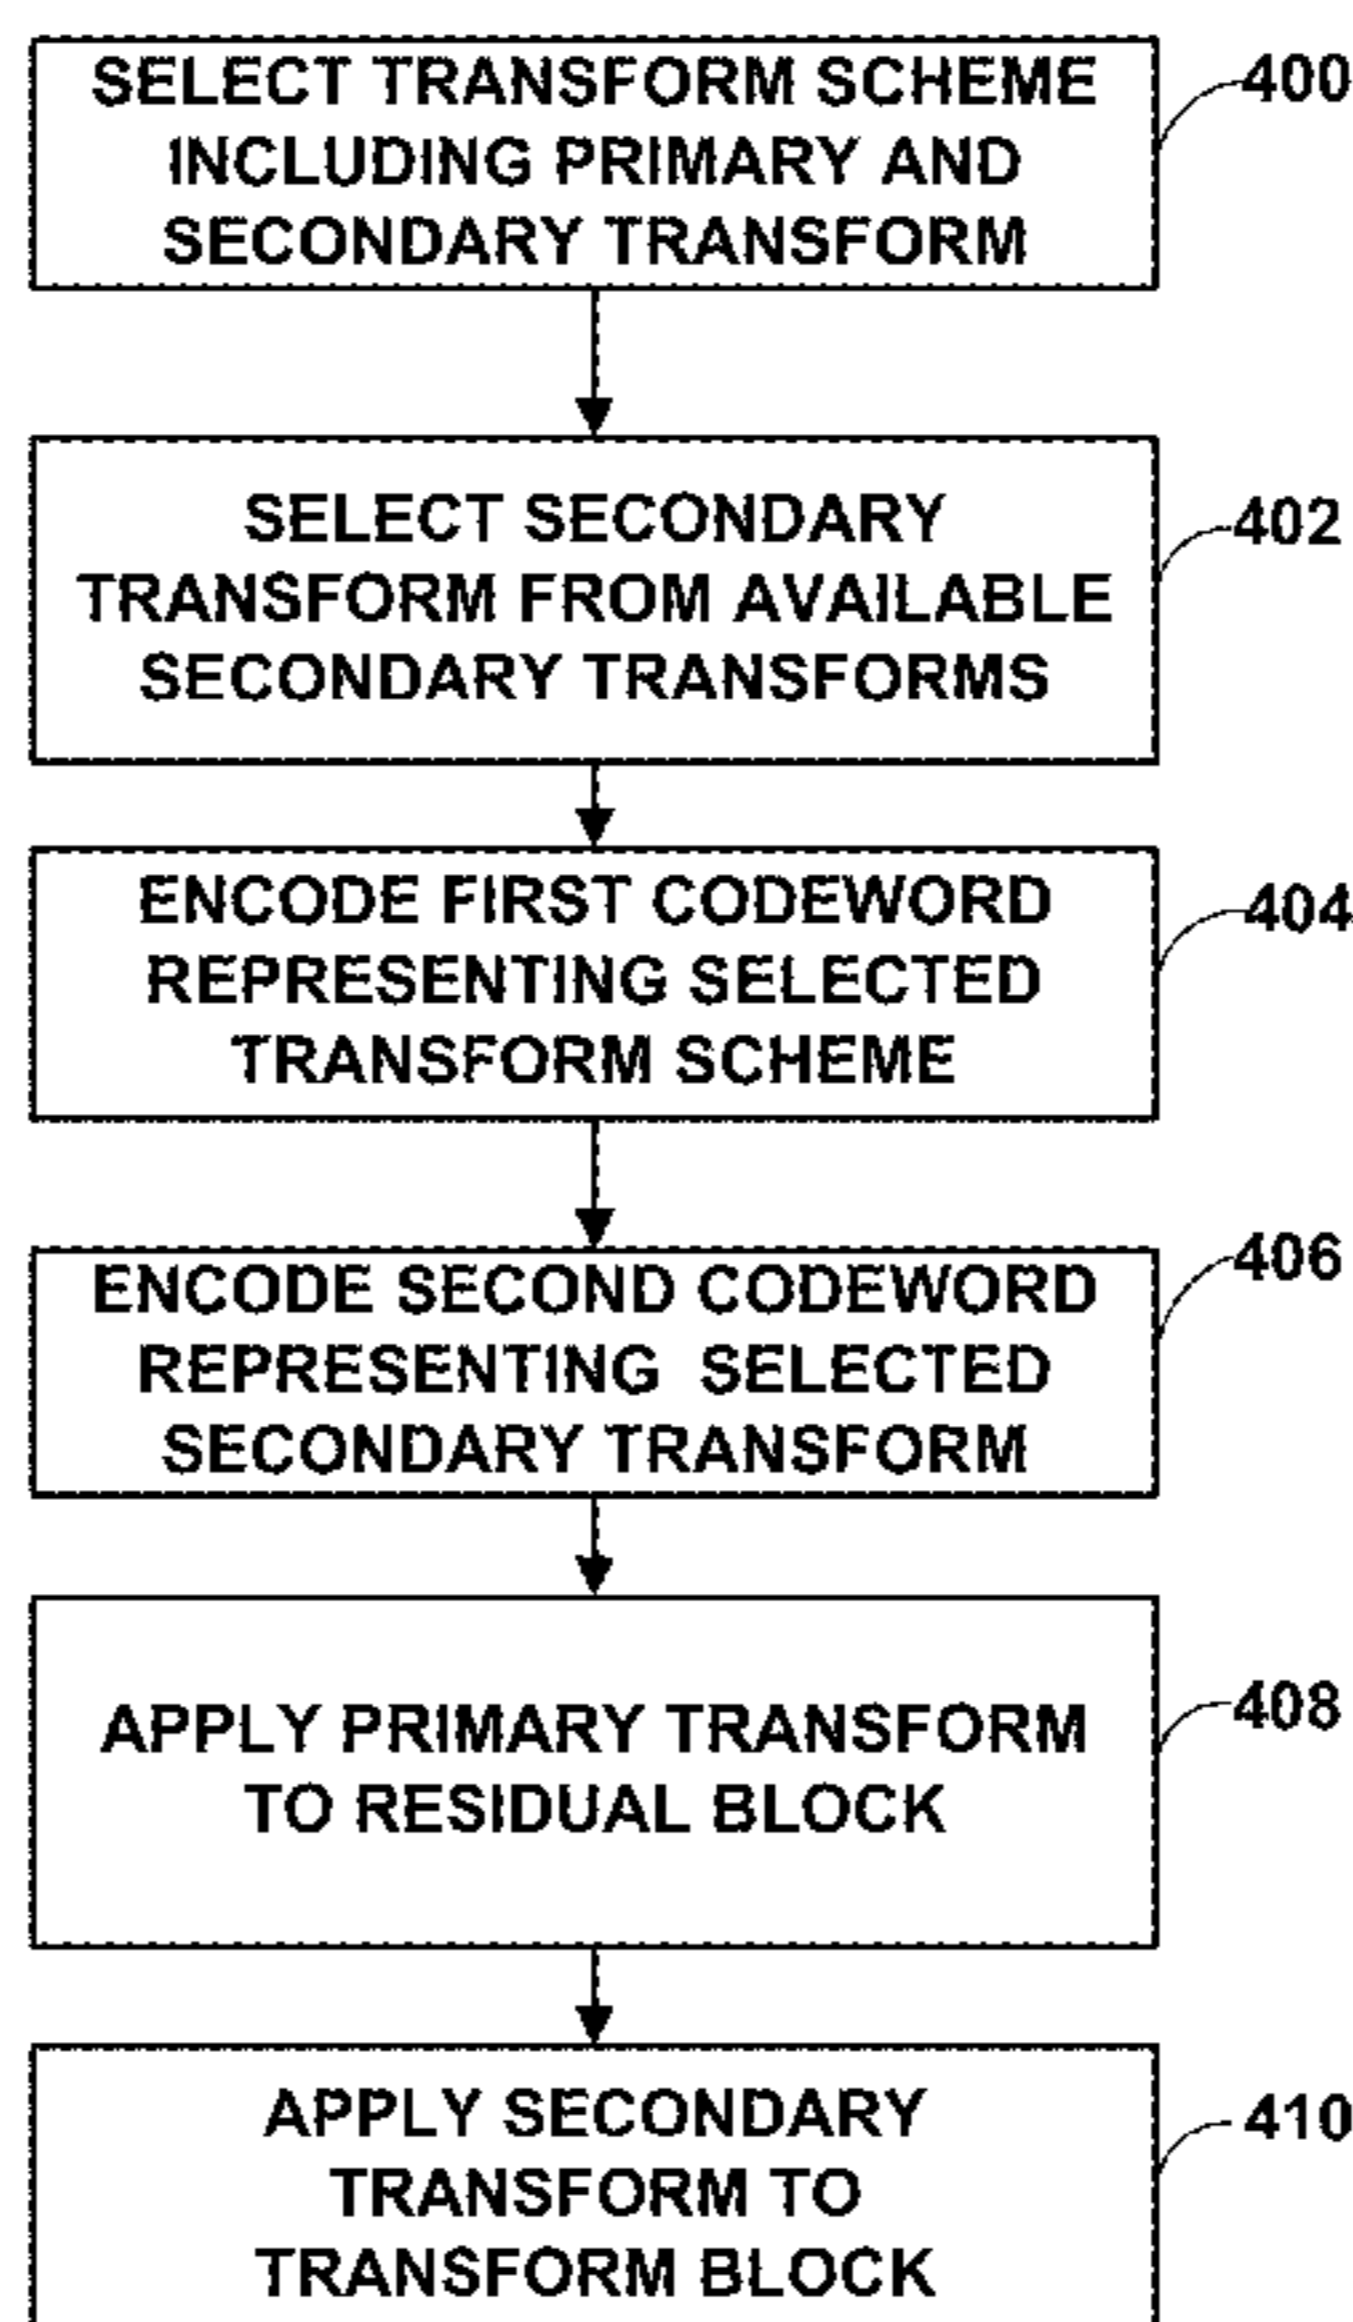 SELECT TRANSFORM SCHEME
INCLUDING PRIMARY AND
SECONDARY TRANSFORM
400
SELECT SECONDARY
TRANSFORM FROM AVAILABLE
SECONDARY TRANSFORMS
402
ENCODE FIRST CODEWORD
REPRESENTING SELECTED
TRANSFORM SCHEME
404
ENCODE SECOND CODEWORD
REPRESENTING SELECTED
SECONDARY TRANSFORM
406
APPLY PRIMARY TRANSFORM
TO RESIDUAL BLOCK
408
APPLY SECONDARY
TRANSFORM TO
TRANSFORM BLOCK
410